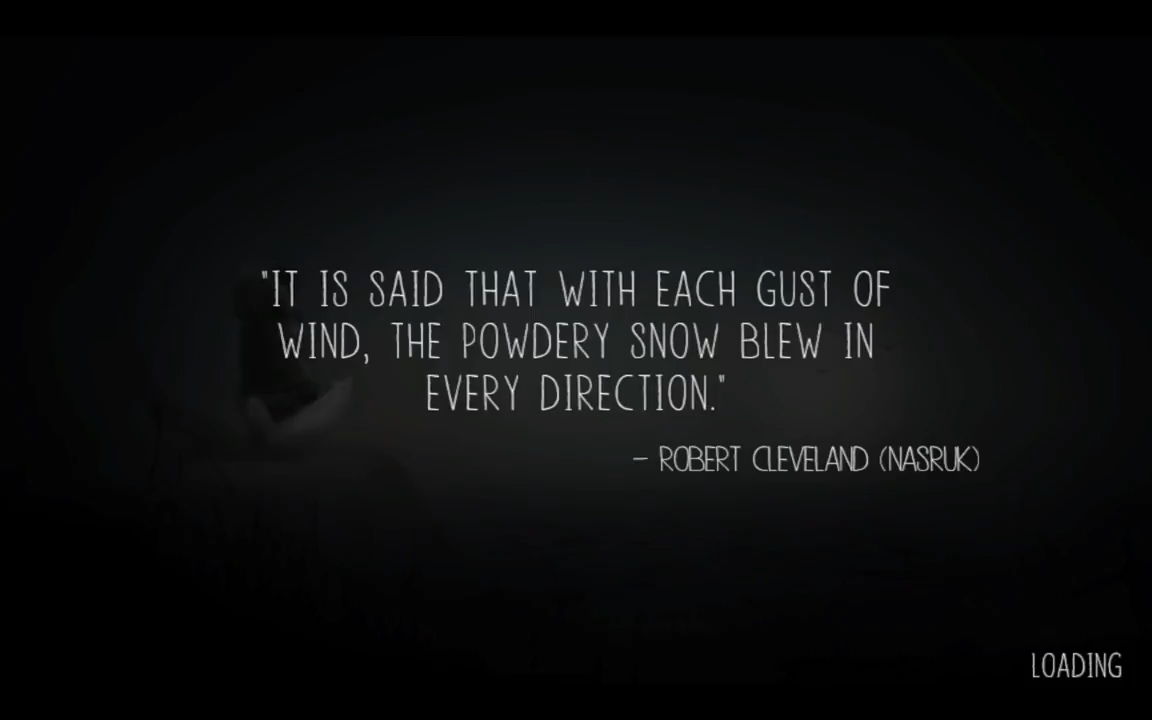 "IT IS SAID THAT WITH EACH GUST OF
WIND, THE POWDERY SNOW BLEW IN
EVERY DIRECTION."
– ROBERT CLEVELAND (NASRUK)
LOADING